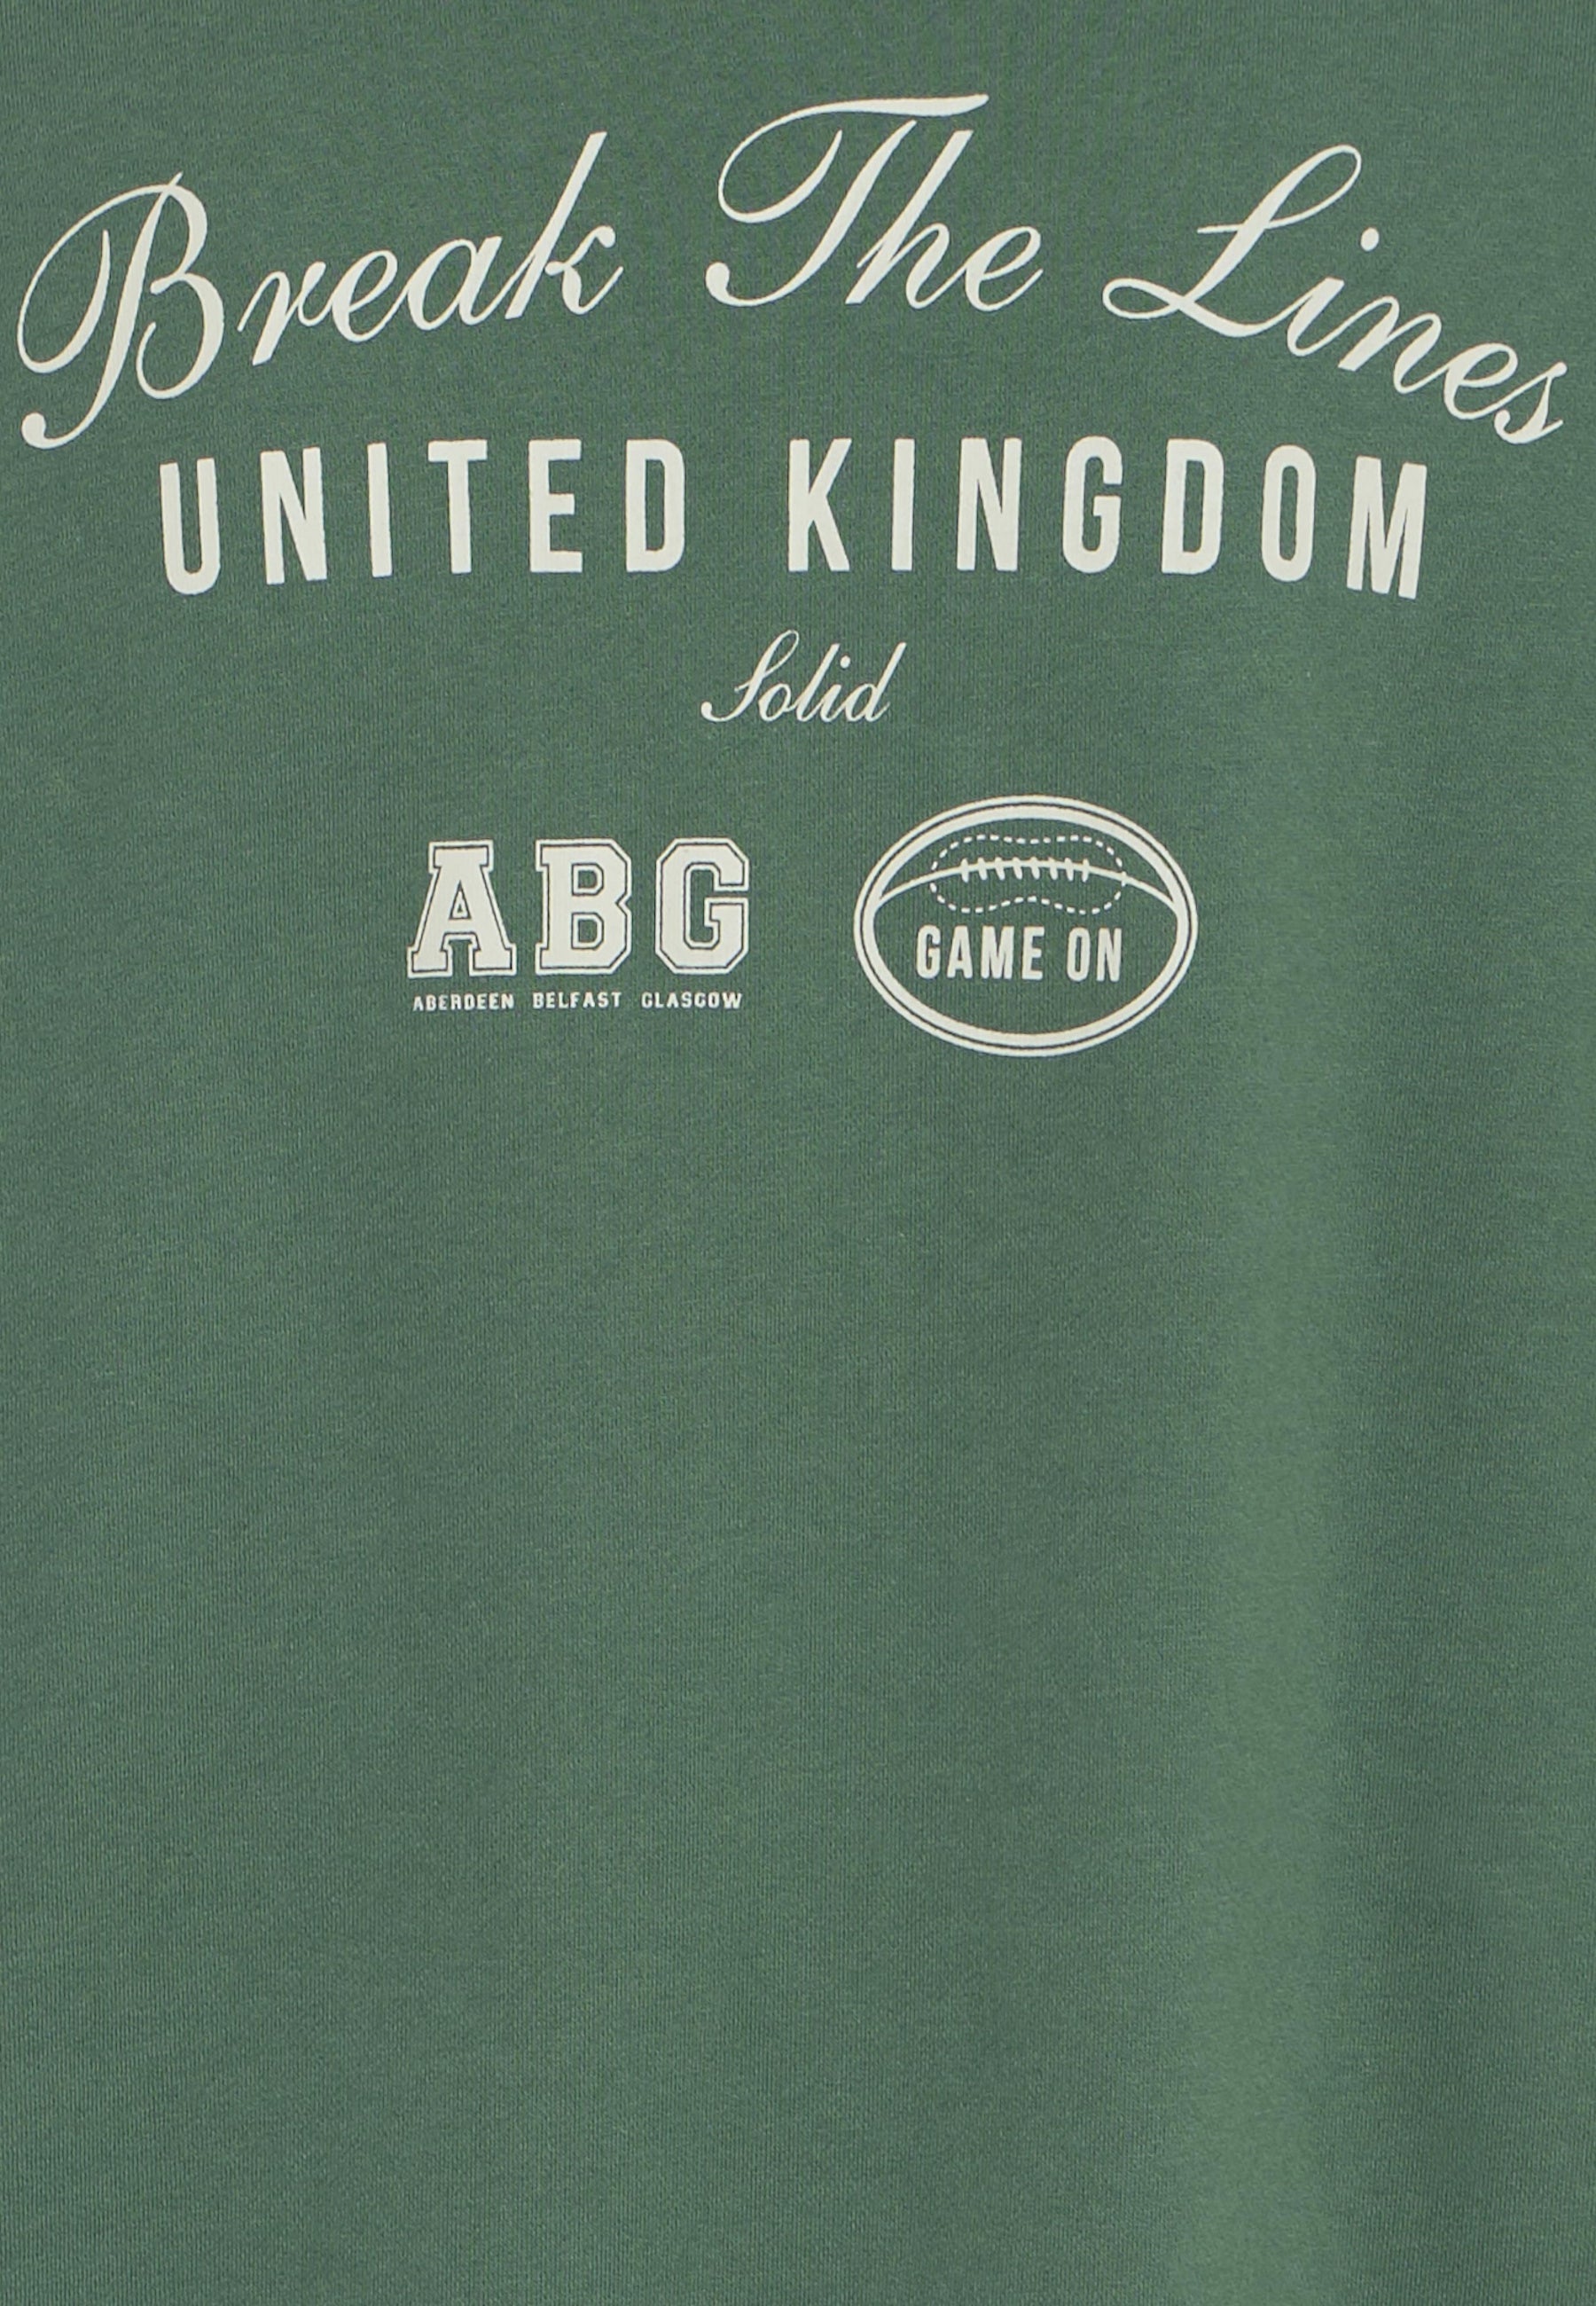 Break The Lines
UNITED KINGDOM
Solid
ABG
ABERDEEN BELFAST GLASGOW
GAME ON